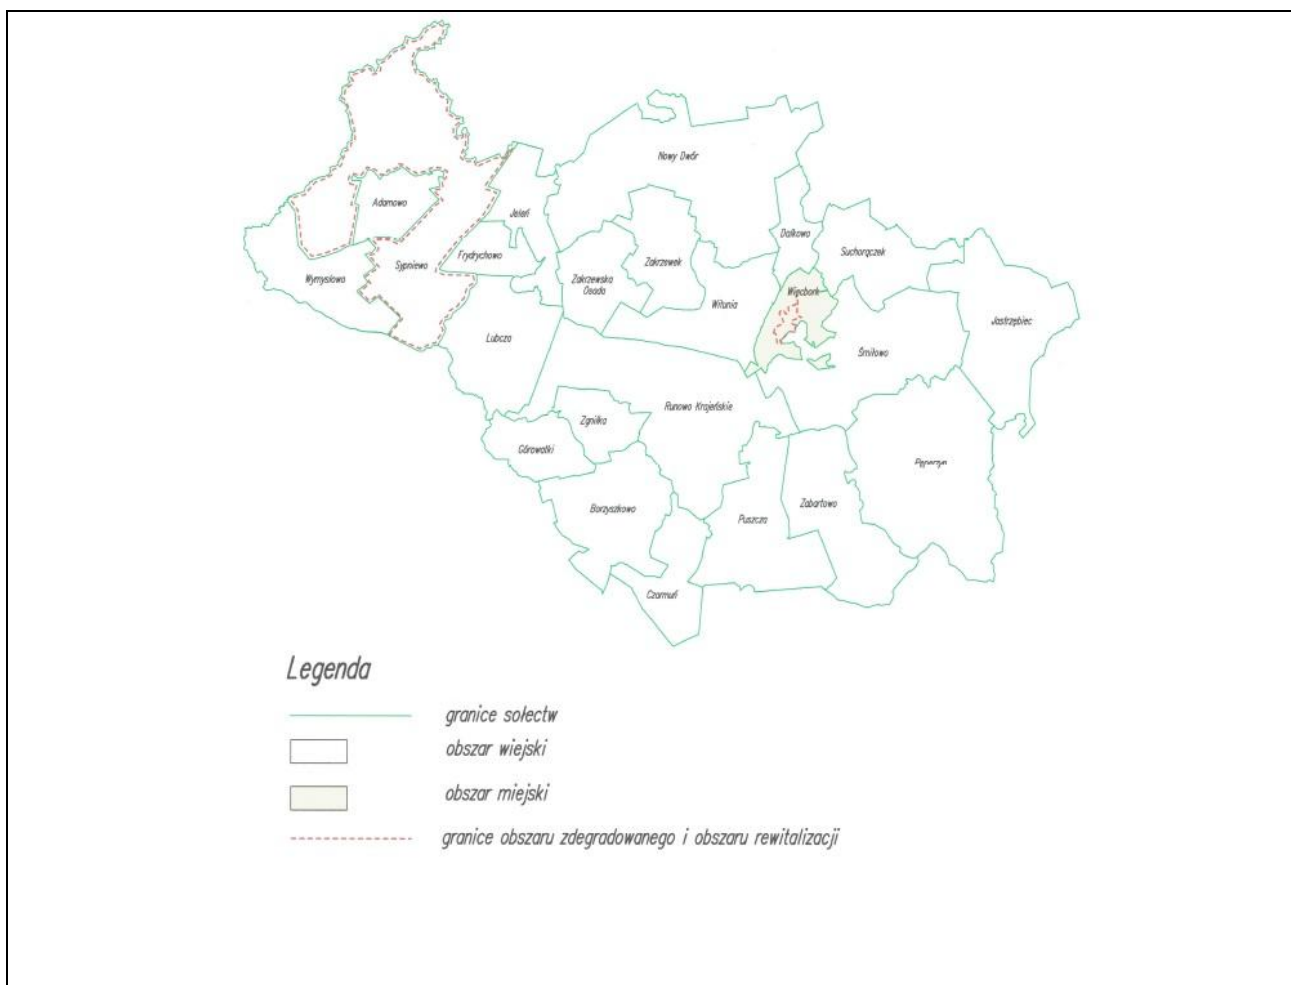 Nowy Dwór
Adamowo
Jeleń
Dalkowo
Suchorączek
Frydrychowo
Sypniewo
Zakrzewek
Wymysłowo
Zakrzewska
Osada
Więcbork
Witunia
Jastrzębiec
Lubcza
Śmiłowo
Runowo Krajeńskie
Zgniłka
Górowatki
Borzyszkowo
Zabartowo
Puszcza
Czarmuń
Legenda
granice sołectw
obszar wiejski
obszar miejski
granice obszaru zdegradowanego i obszaru rewitalizacji